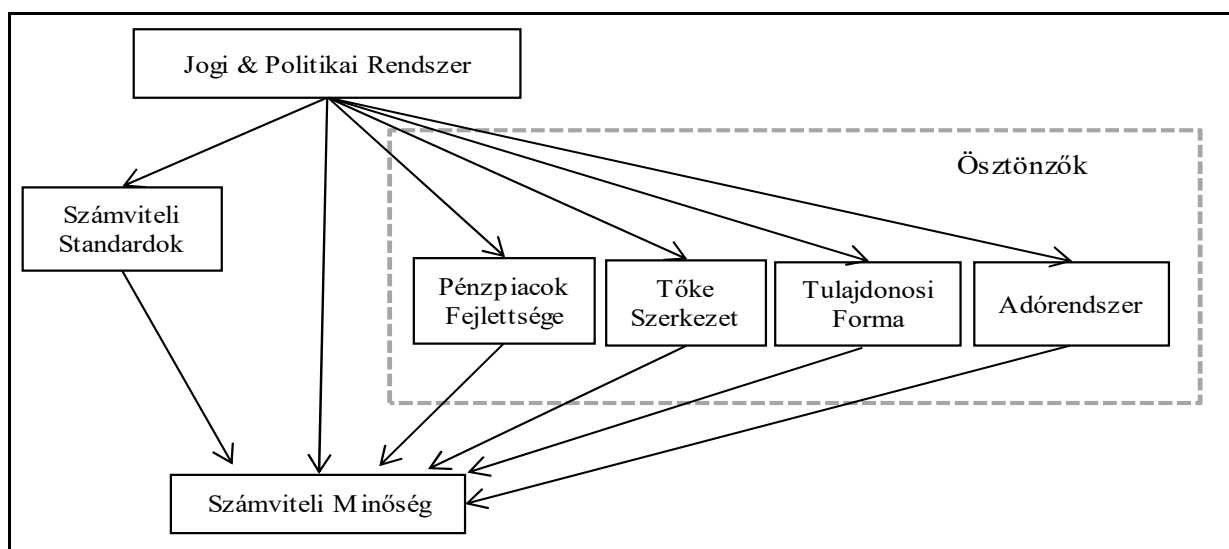 Jogi & Politikai Rendszer
Ösztönzők
Számviteli
Standardok
Pénzpiacok
Fejlettsége
Tőke
Szerkezet
Tulajdonosi
Forma
Adórendszer
Számviteli Minőség